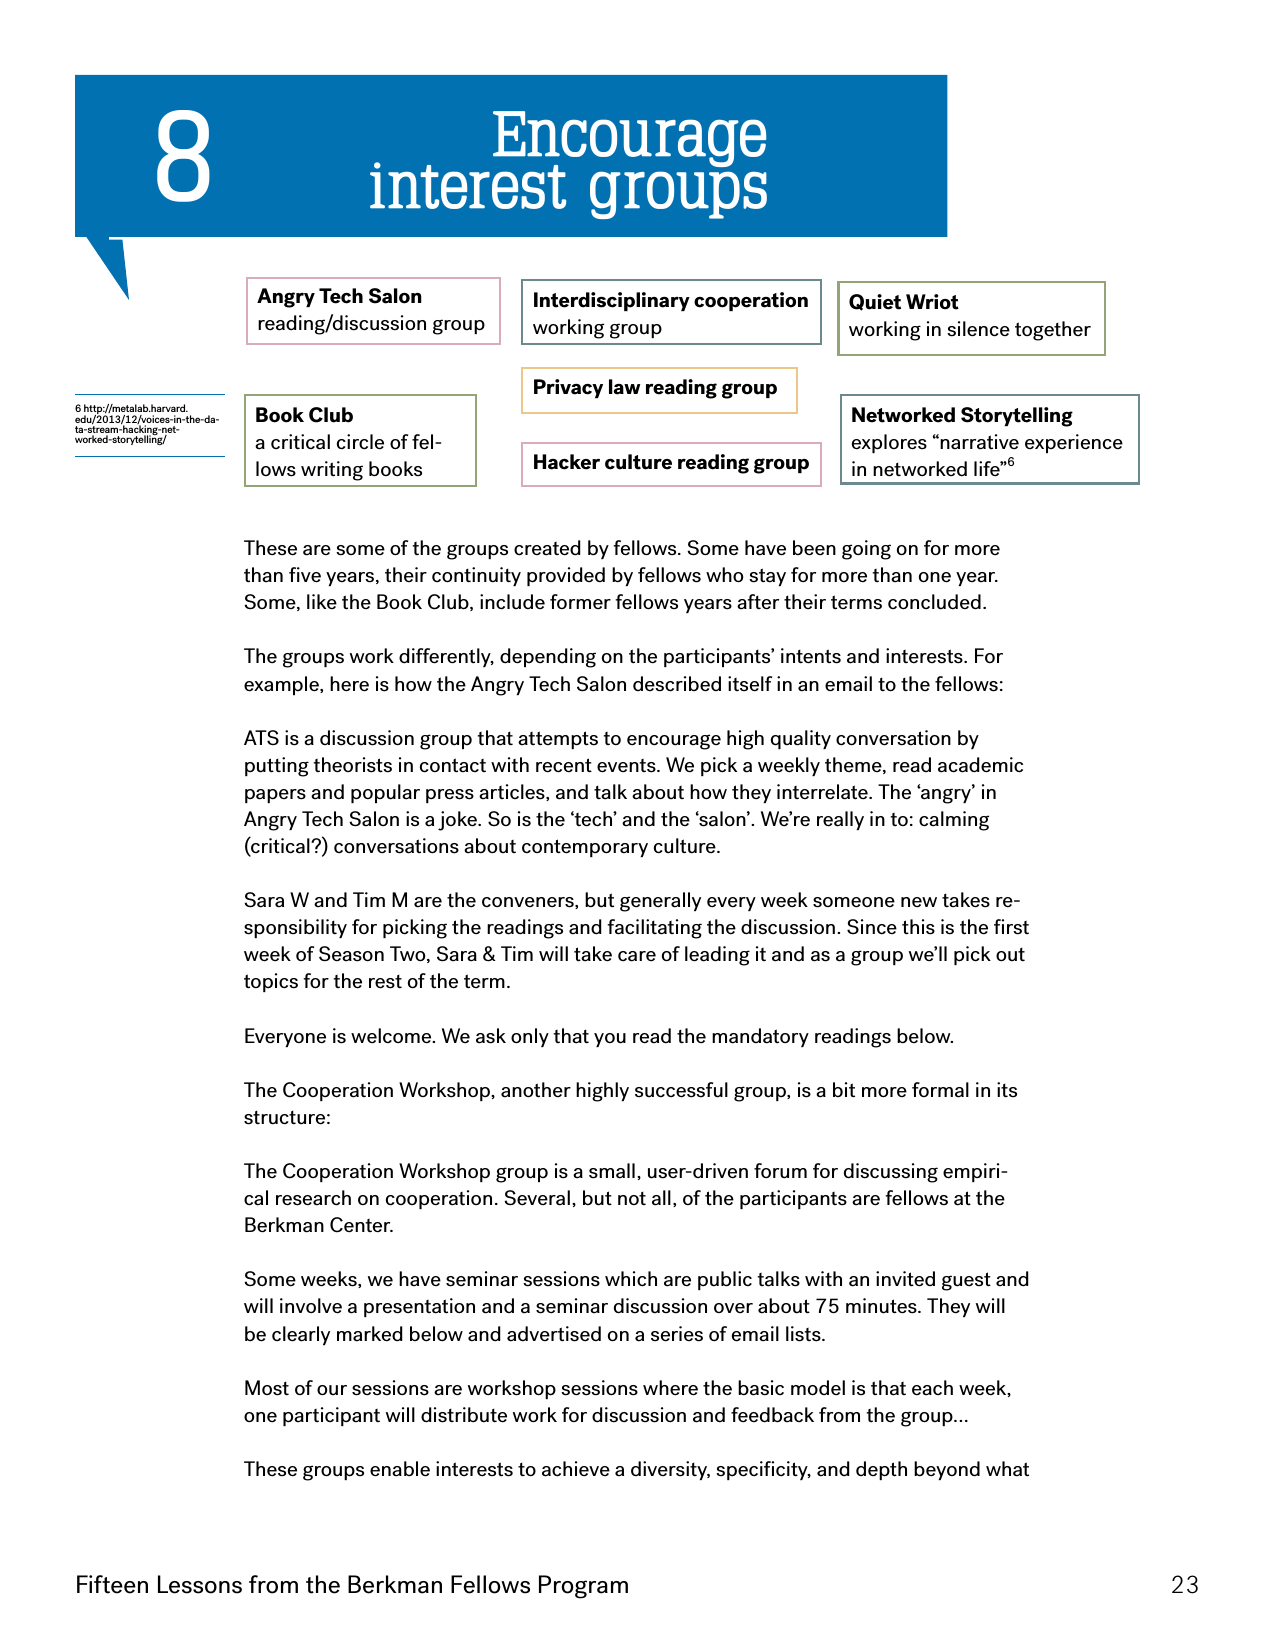 8
Encourage
interest groups
Angry Tech Salon
reading/discussion group
Interdisciplinary cooperation
working group
Quiet Wriot
working in silence together
Privacy law reading group
6 http://metalab.harvard.
edu/2013/12/voices-in-the-da-
ta-stream-hacking-net-
worked-storytelling/
Book Club
a critical circle of fel-
lows writing books
Hacker culture reading group
Networked Storytelling
explores “narrative experience
in networked life”6
These are some of the groups created by fellows. Some have been going on for more
than five years, their continuity provided by fellows who stay for more than one year.
Some, like the Book Club, include former fellows years after their terms concluded.
The groups work differently, depending on the participants’ intents and interests. For
example, here is how the Angry Tech Salon described itself in an email to the fellows:
ATS is a discussion group that attempts to encourage high quality conversation by
putting theorists in contact with recent events. We pick a weekly theme, read academic
papers and popular press articles, and talk about how they interrelate. The ‘angry’ in
Angry Tech Salon is a joke. So is the ‘tech’ and the ‘salon’. We’re really in to: calming
(critical?) conversations about contemporary culture.
Sara W and Tim M are the conveners, but generally every week someone new takes re-
sponsibility for picking the readings and facilitating the discussion. Since this is the first
week of Season Two, Sara & Tim will take care of leading it and as a group we’ll pick out
topics for the rest of the term.
Everyone is welcome. We ask only that you read the mandatory readings below.
The Cooperation Workshop, another highly successful group, is a bit more formal in its
structure:
The Cooperation Workshop group is a small, user-driven forum for discussing empiri-
cal research on cooperation. Several, but not all, of the participants are fellows at the
Berkman Center.
Some weeks, we have seminar sessions which are public talks with an invited guest and
will involve a presentation and a seminar discussion over about 75 minutes. They will
be clearly marked below and advertised on a series of email lists.
Most of our sessions are workshop sessions where the basic model is that each week,
one participant will distribute work for discussion and feedback from the group...
These groups enable interests to achieve a diversity, specificity, and depth beyond what
Fifteen Lessons from the Berkman Fellows Program
23